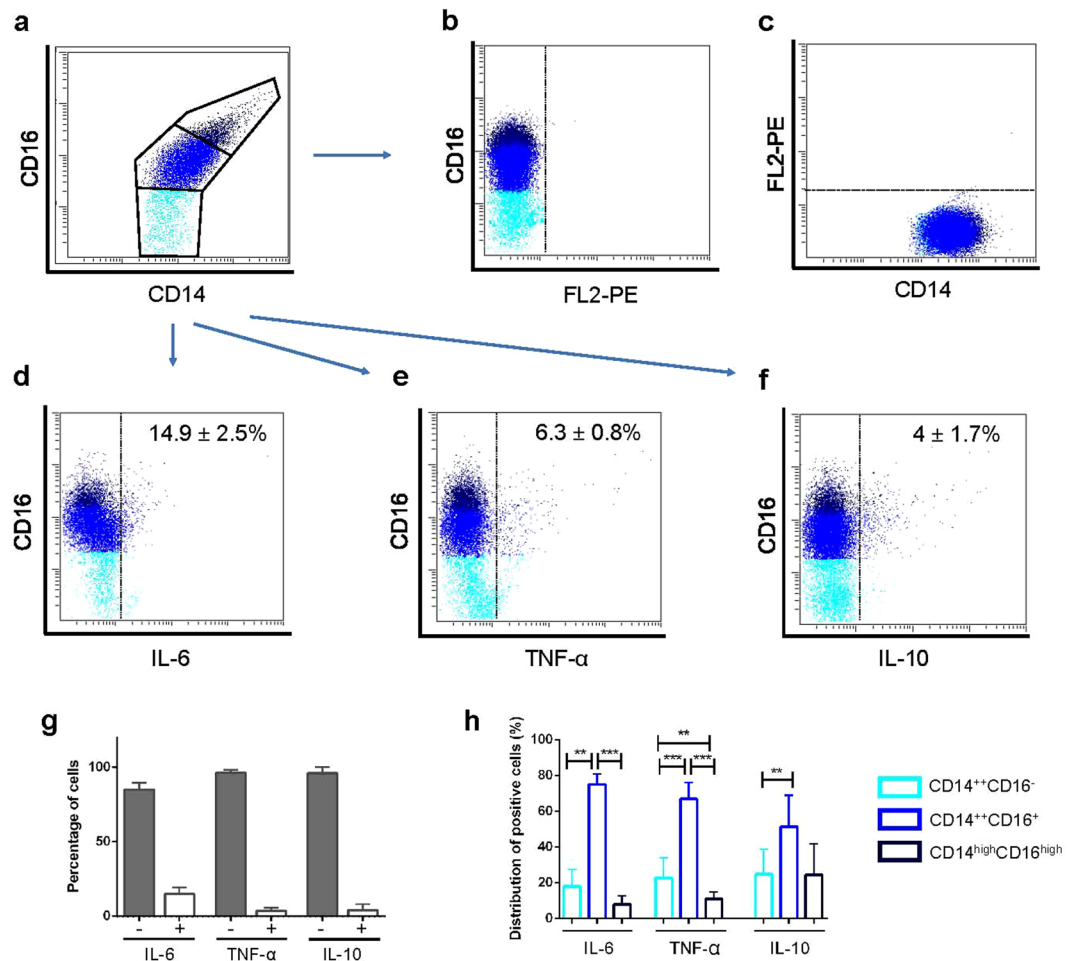 a
CD16
CD14
b
CD16
FL2-PE
c
FL2-PE
CD14
d
14.9 ± 2.5%
CD16
IL-6
e
6.3 ± 0.8%
CD16
TNF-α
f
4 ± 1.7%
CD16
IL-10
g
Percentage of cells
100
50
0
- + - + - +
IL-6 TNF-α IL-10
h
Distribution of positive cells (%)
100
80
60
40
20
0
** *** ** *** *** **
IL-6 TNF-α IL-10
CD14⁺⁺CD16⁻
CD14⁺⁺CD16⁺
CD14ʰⁱᵍʰCD16ʰⁱᵍʰ